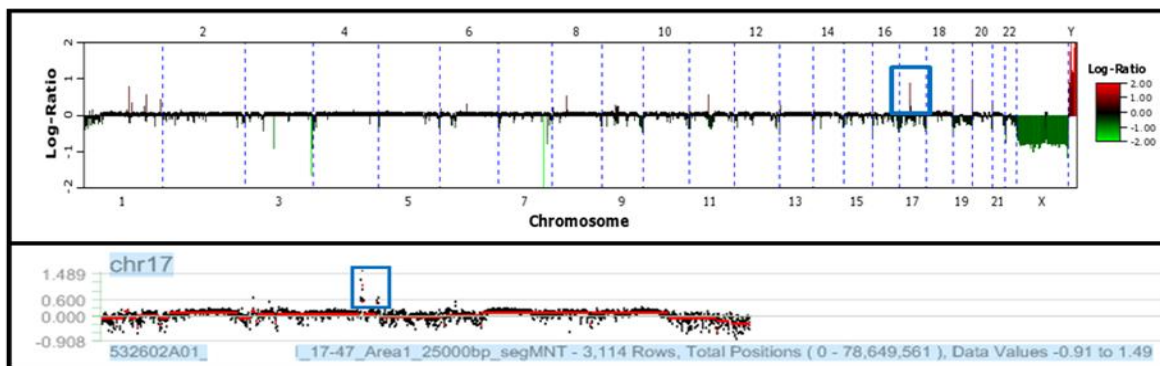 2 4 6 8 10 12 14 16 18 20 22 Y
2
1
0
-1
-2
Log-Ratio
Log-Ratio
2.00
1.00
0.00
-1.00
-2.00
1 3 5 7 9 11 13 15 17 19 21 X
Chromosome
chr17
1.489
0.600
0.000
-0.908
532602A01_ l_17-47_Area1_25000bp_segMNT - 3,114 Rows, Total Positions ( 0 - 78,649,561 ), Data Values -0.91 to 1.49